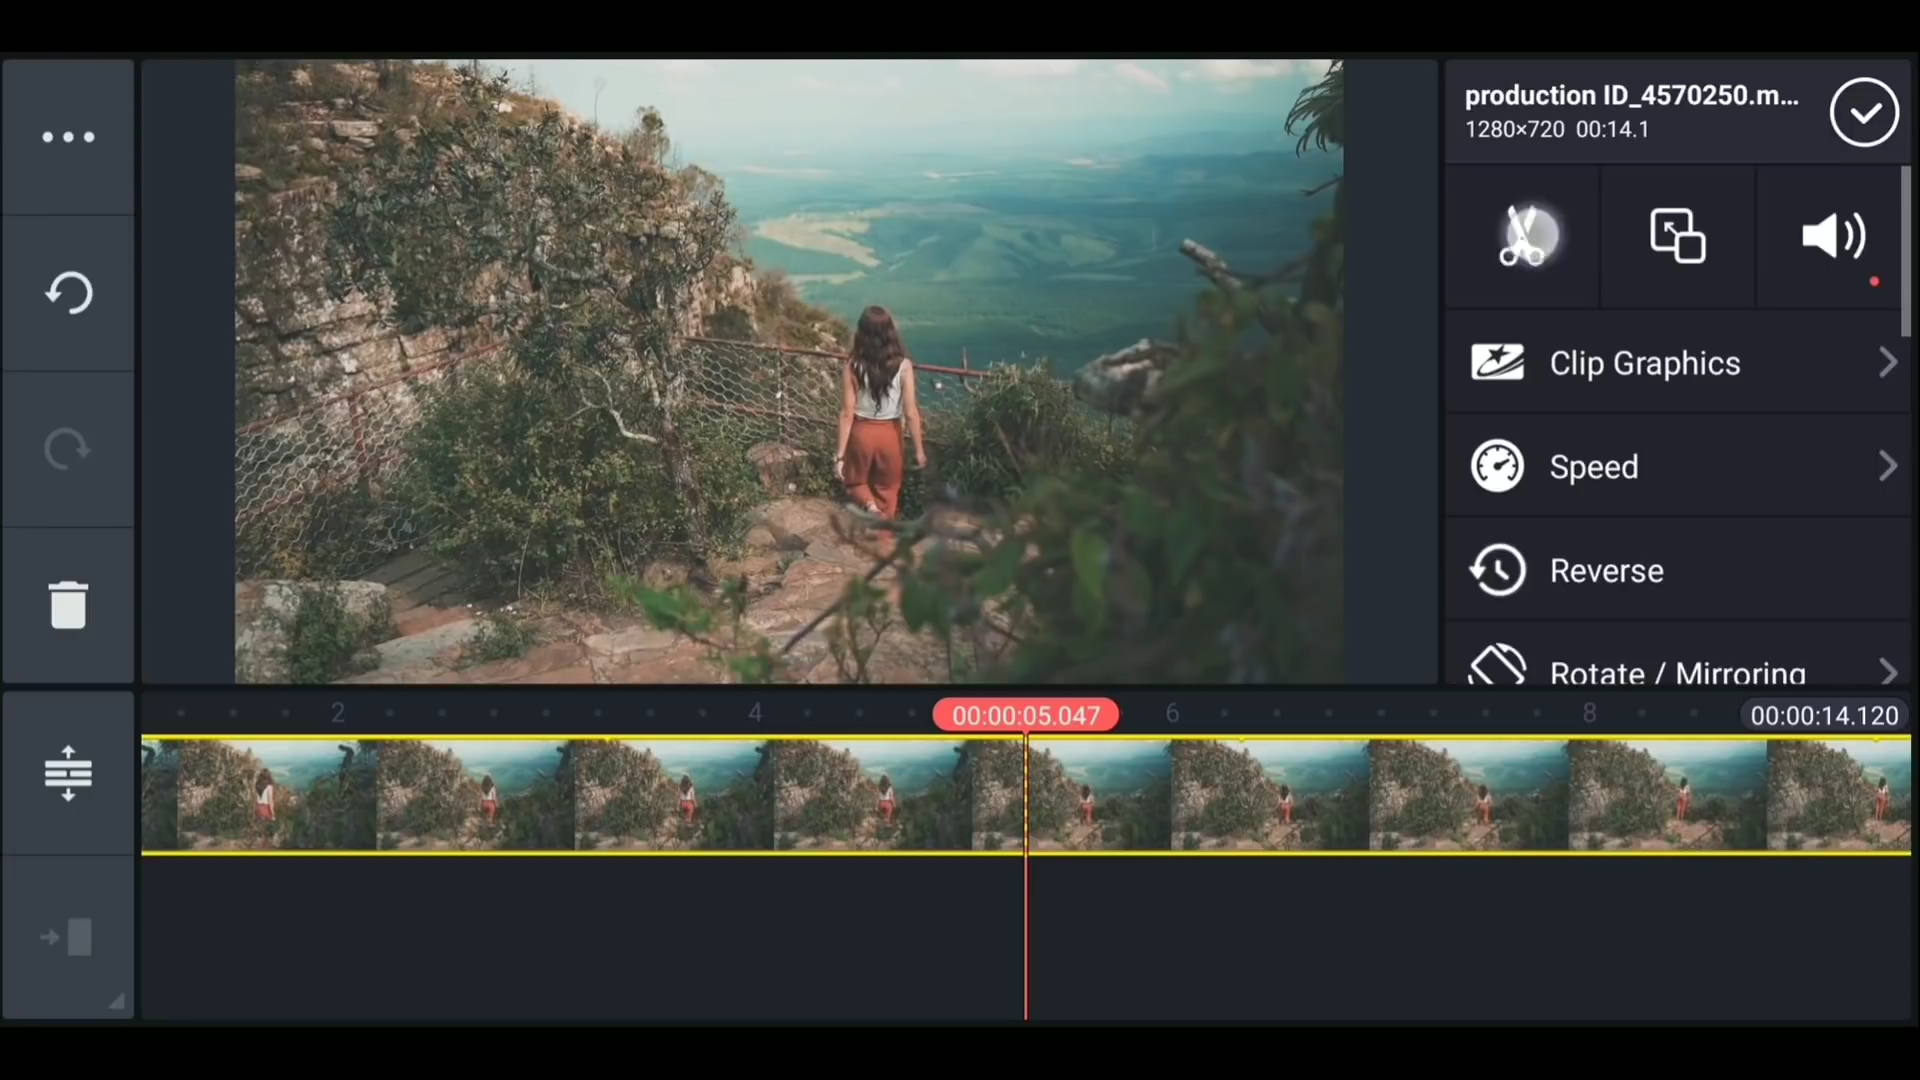 production ID_4570250.m...
1280×720 00:14.1
Clip Graphics
Speed
Reverse
Rotate / Mirroring
2
4
00:00:05.047
6
8
00:00:14.120